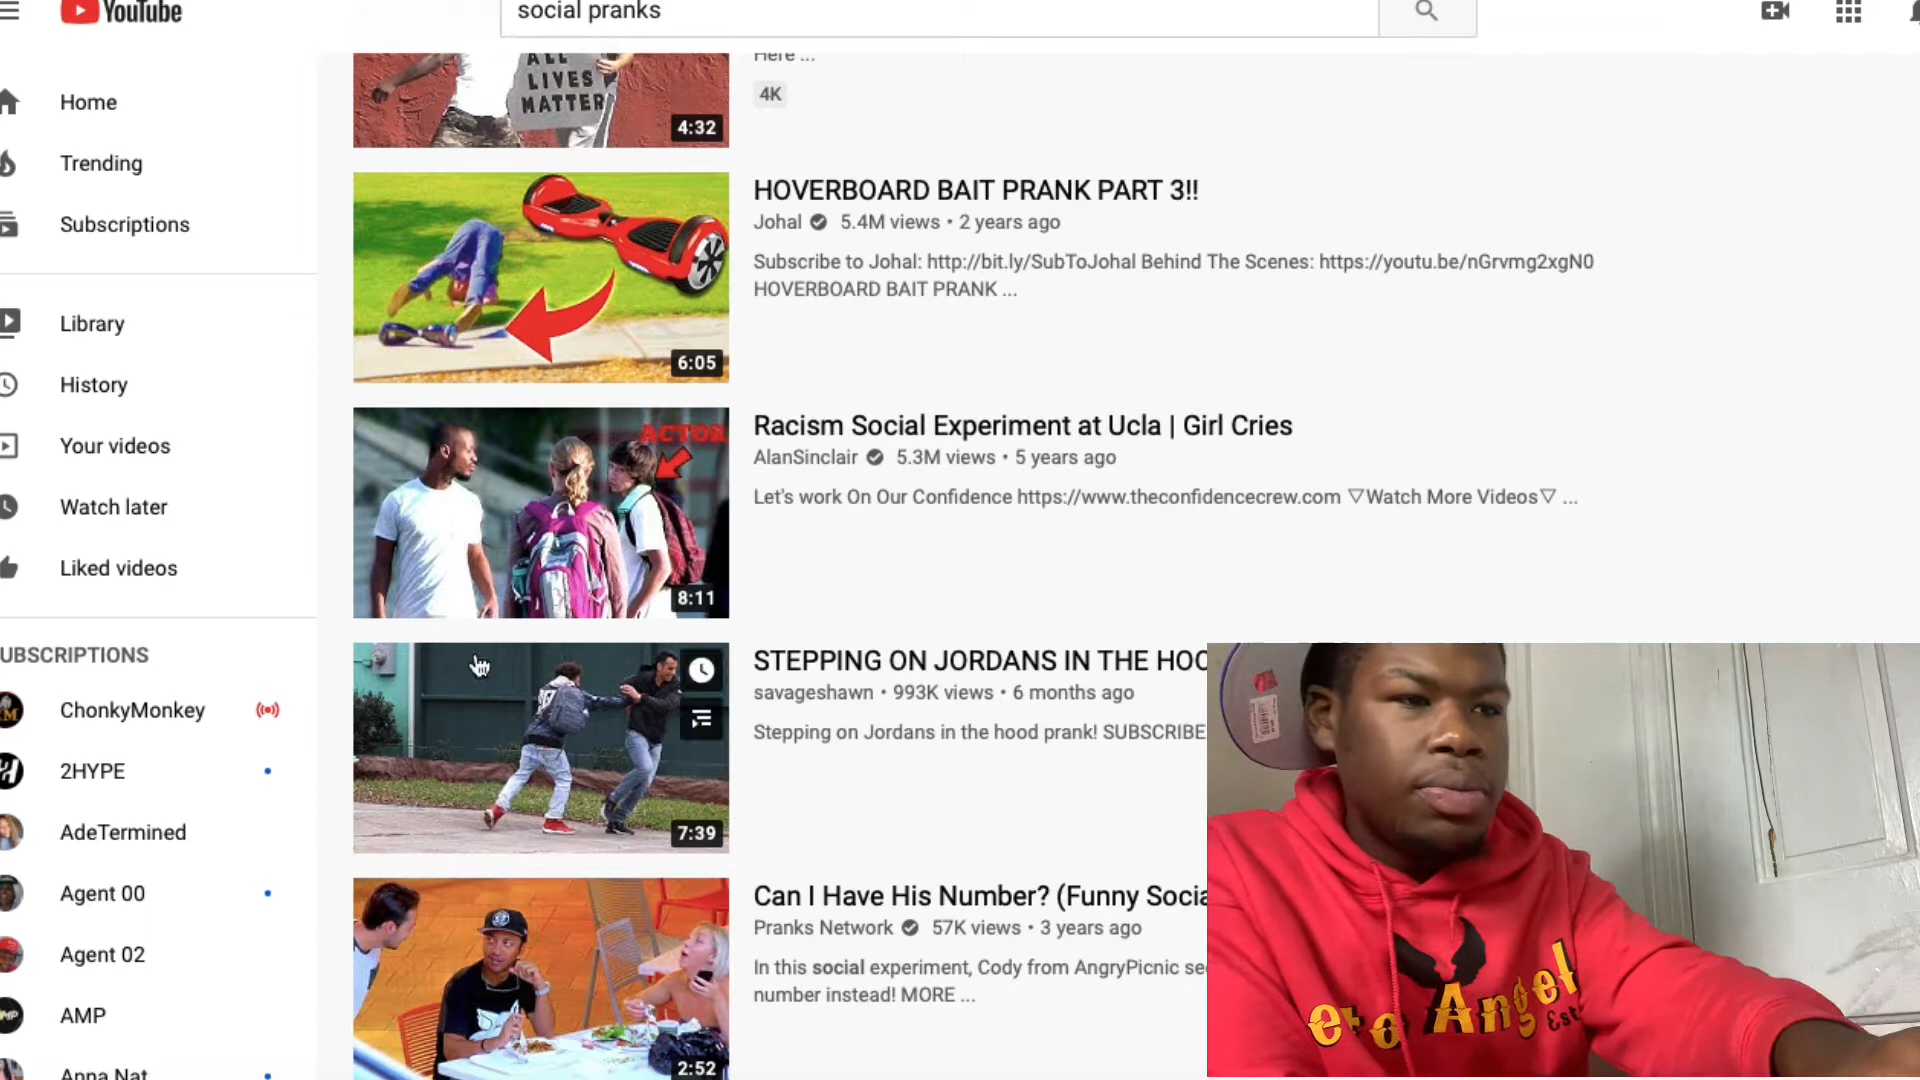 YouTube
social pranks
Home
Trending
Subscriptions
Library
History
Your videos
Watch later
Liked videos
UBSCRIPTIONS
ChonkyMonkey
2HYPE
AdeTermined
Agent 00
Agent 02
AMP
Anna Nat
ALL
LIVES
MATTER
4:32
Here ...
4K
6:05
HOVERBOARD BAIT PRANK PART 3!!
Johal 5.4M views • 2 years ago
Subscribe to Johal: http://bit.ly/SubToJohal Behind The Scenes: https://youtu.be/nGrvmg2xgN0
HOVERBOARD BAIT PRANK ...
ACTOR
8:11
Racism Social Experiment at Ucla | Girl Cries
AlanSinclair 5.3M views • 5 years ago
Let's work On Our Confidence https://www.theconfidencecrew.com ▽Watch More Videos▽ ...
7:39
STEPPING ON JORDANS IN THE HOO
savageshawn • 993K views • 6 months ago
Stepping on Jordans in the hood prank! SUBSCRIBE
2:52
Can I Have His Number? (Funny Socia
Pranks Network 57K views • 3 years ago
In this social experiment, Cody from AngryPicnic se
number instead! MORE ...
Angel
Est